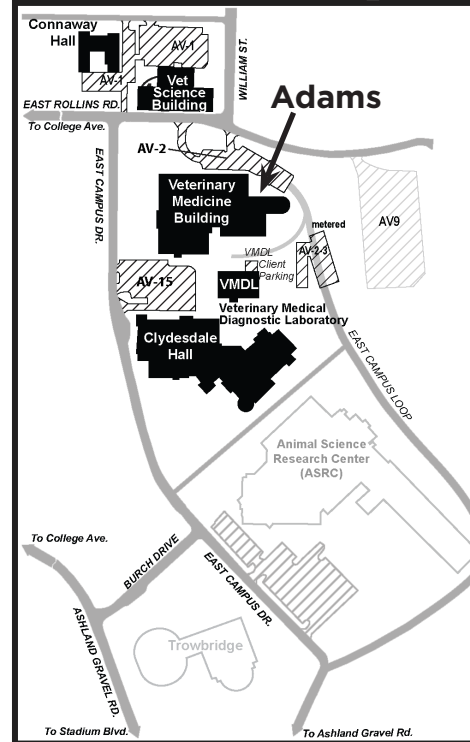 Connaway
Hall
AV-1
WILLIAM ST.
AV-1
Vet
Science
Building
EAST ROLLINS RD.
To College Ave.
Adams
AV-2
EAST CAMPUS DR.
Veterinary
Medicine
Building
AV9
metered
VMDL
Client
Parking
AV-2-3
AV-15
VMDL
Veterinary Medical
Diagnostic Laboratory
Clydesdale
Hall
EAST CAMPUS LOOP
Animal Science
Research Center
(ASRC)
To College Ave.
BURCH DRIVE
EAST CAMPUS DR.
ASHLAND GRAVEL RD.
Trowbridge
To Stadium Blvd.
To Ashland Gravel Rd.